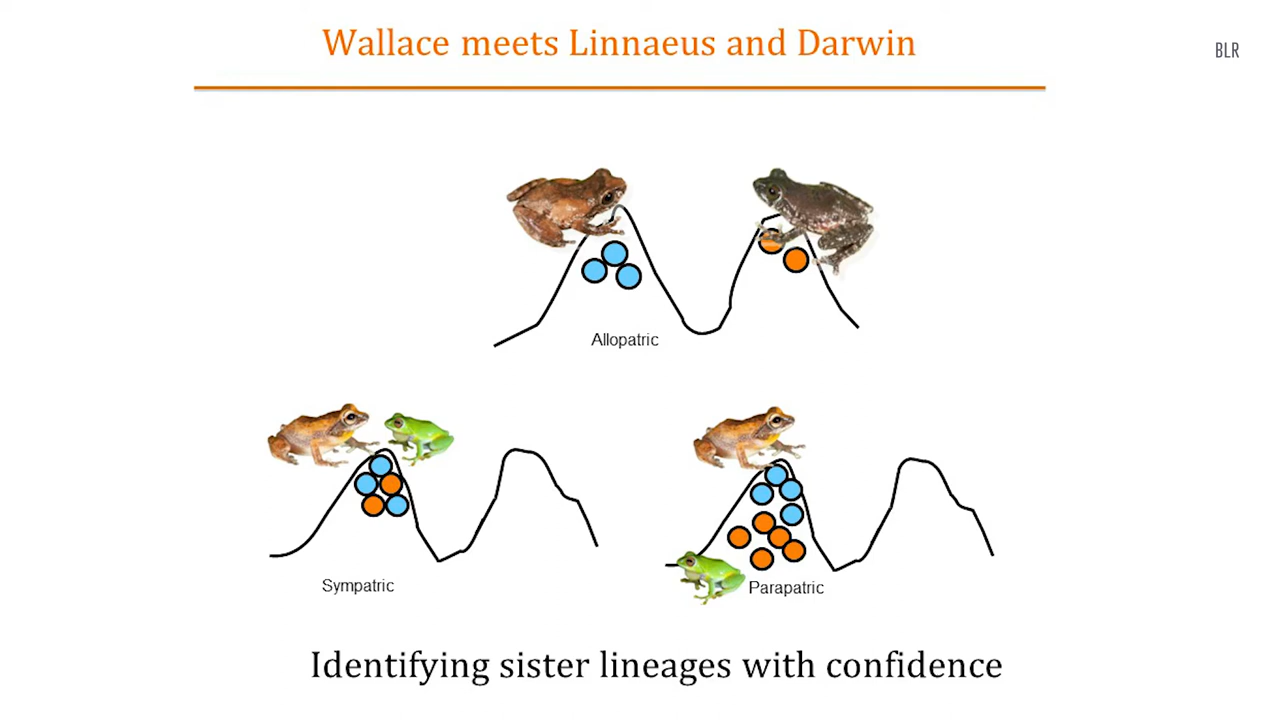 Wallace meets Linnaeus and Darwin
BLR
Allopatric
Sympatric
Parapatric
Identifying sister lineages with confidence